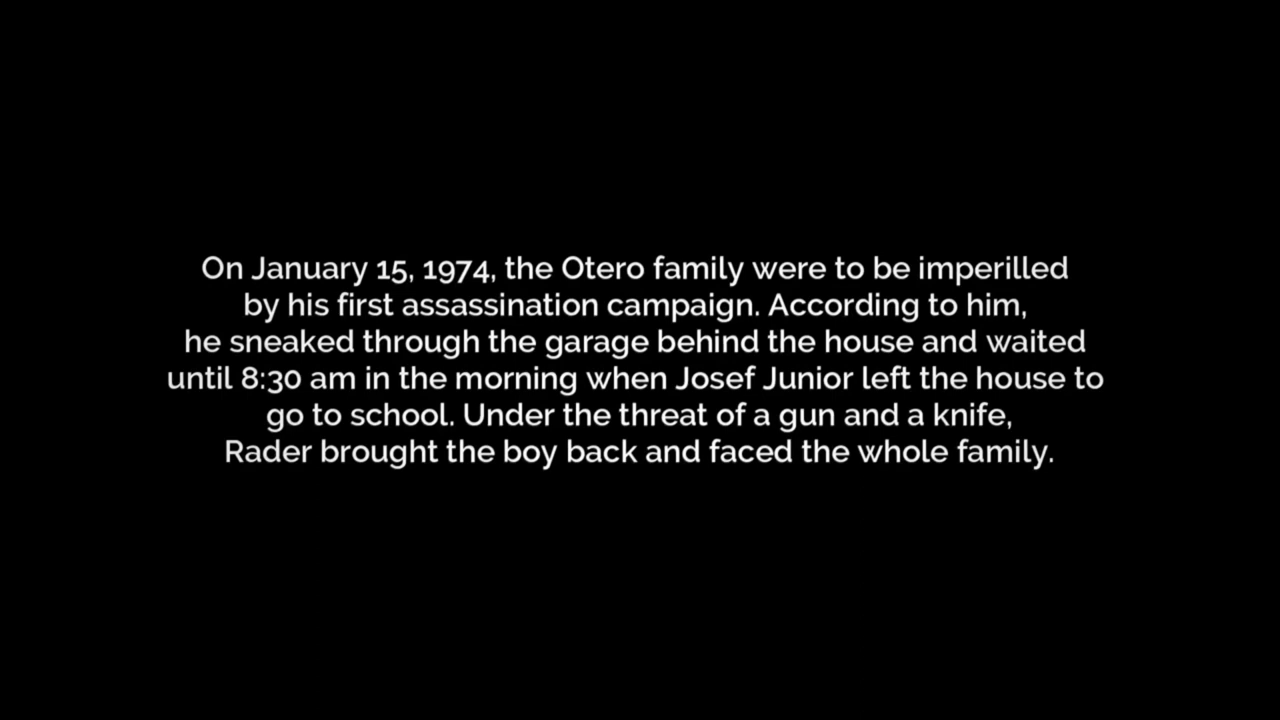 On January 15, 1974, the Otero family were to be imperilled
by his first assassination campaign. According to him,
he sneaked through the garage behind the house and waited
until 8:30 am in the morning when Josef Junior left the house to
go to school. Under the threat of a gun and a knife,
Rader brought the boy back and faced the whole family.